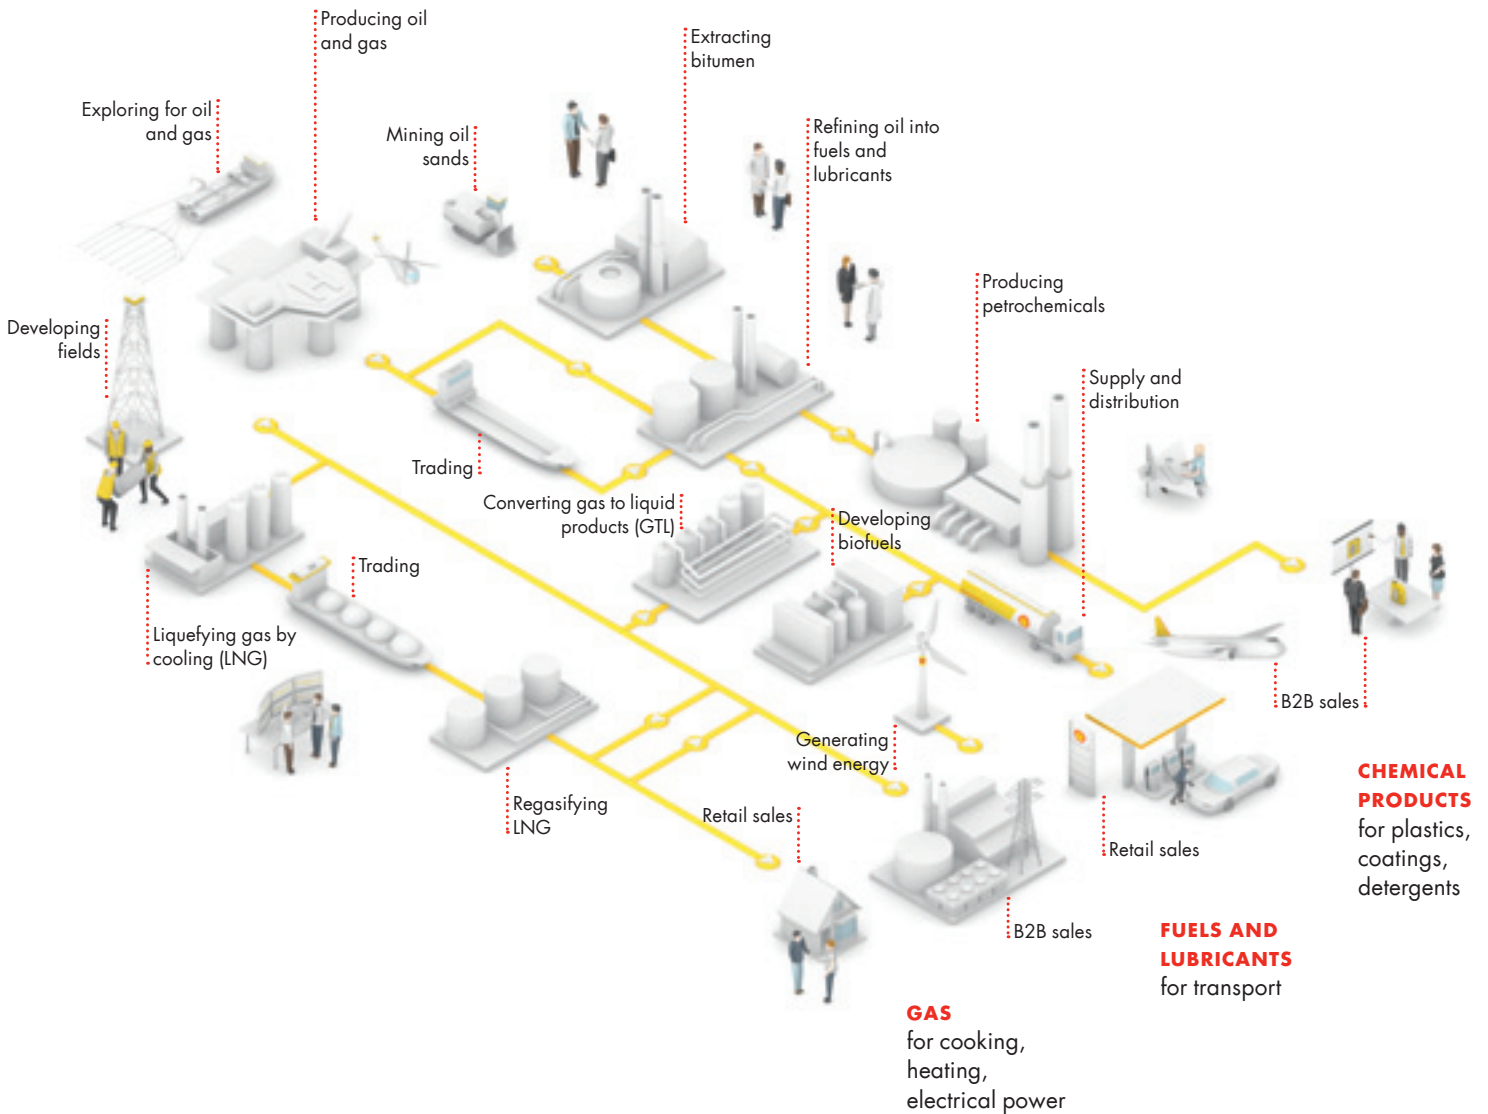 Producing oil
and gas
Extracting
bitumen
Exploring for oil
and gas
Mining oil
sands
Refining oil into
fuels and
lubricants
Producing
petrochemicals
Developing
fields
Supply and
distribution
Trading
Converting gas to liquid
products (GTL)
Developing
biofuels
Trading
Liquefying gas by
cooling (LNG)
B2B sales
Generating
wind energy
Regasifying
LNG
Retail sales
Retail sales
B2B sales
CHEMICAL
PRODUCTS
for plastics,
coatings,
detergents
FUELS AND
LUBRICANTS
for transport
GAS
for cooking,
heating,
electrical power